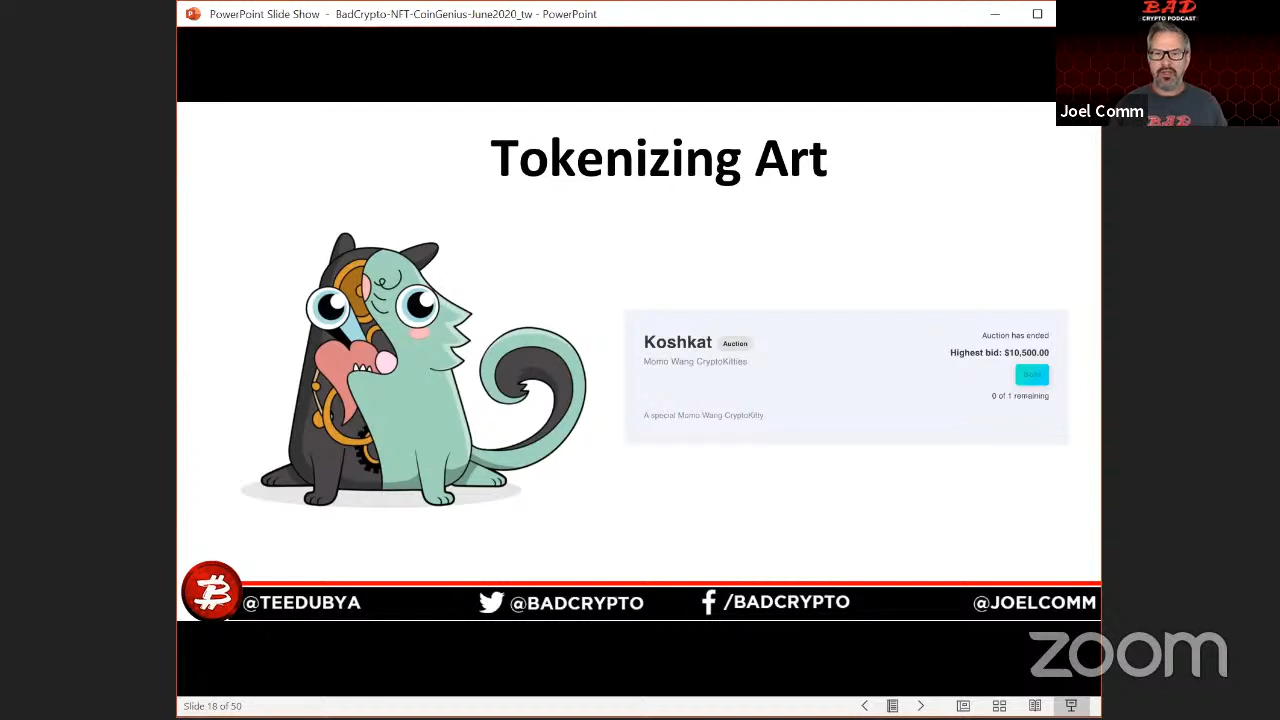 PowerPoint Slide Show - BadCrypto-NFT-CoinGenius-June2020_tw - PowerPoint
BAD
CRYPTO PODCAST
Joel Comm
BAD
Tokenizing Art
Koshkat Auction
Momo Wang CryptoKitties
A special Momo Wang CryptoKitty
Auction has ended
Highest bid: $10,500.00
Sold!
0 of 1 remaining
@TEEDUBYA
@BADCRYPTO
/BADCRYPTO
@JOELCOMM
zoom
Slide 18 of 50